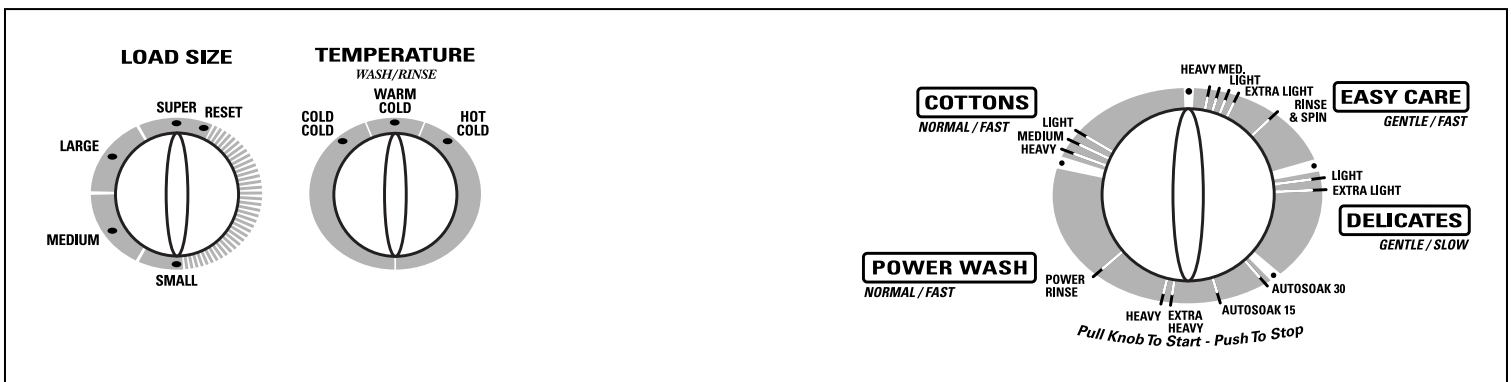 LOAD SIZE
SUPER
RESET
LARGE
MEDIUM
SMALL
TEMPERATURE
WASH/RINSE
COLD
COLD
WARM
COLD
HOT
COLD
COTTONS
NORMAL / FAST
LIGHT
MEDIUM
HEAVY
HEAVY MED.
LIGHT
EXTRA LIGHT
RINSE
& SPIN
EASY CARE
GENTLE / FAST
LIGHT
EXTRA LIGHT
DELICATES
GENTLE / SLOW
POWER WASH
NORMAL / FAST
POWER
RINSE
HEAVY
EXTRA
HEAVY
AUTOSOAK 15
AUTOSOAK 30
Pull Knob To Start - Push To Stop